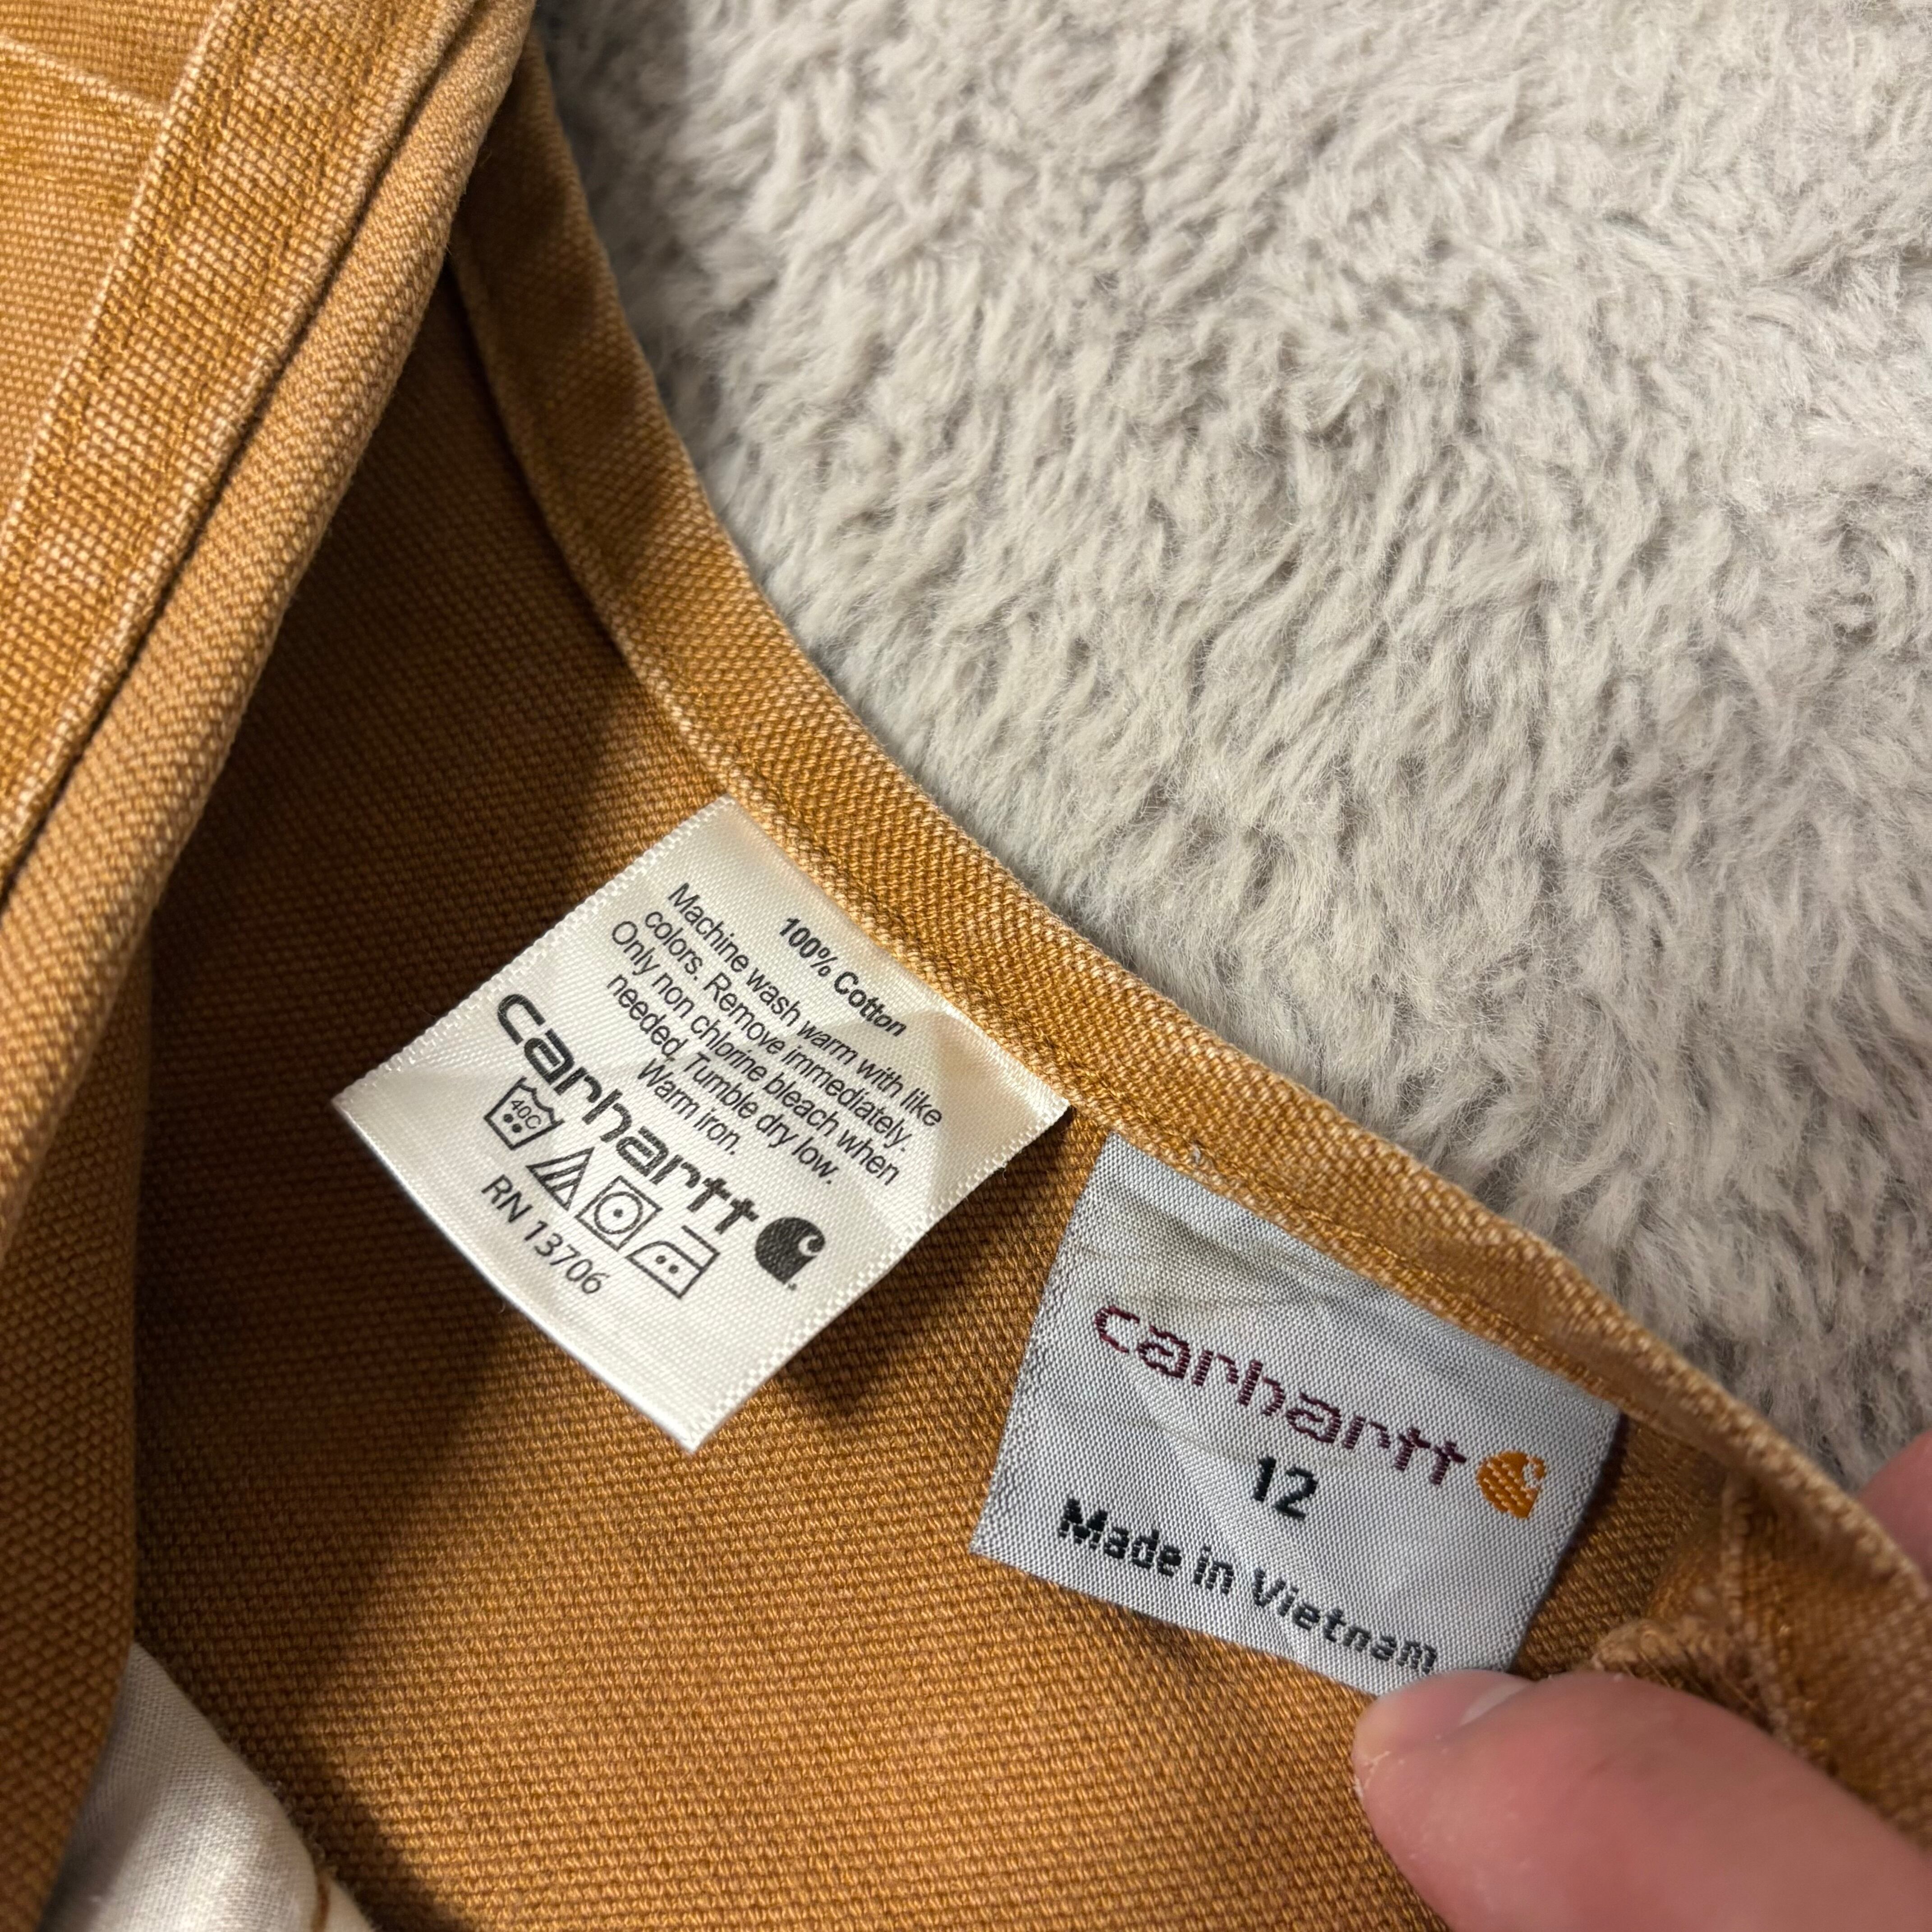 100% Cotton
Machine wash warm with like
colors. Remove immediately.
Only non chlorine bleach when
needed. Tumble dry low.
Warm iron.
carhartt
40C
RN 13706
carhartt
12
Made in Vietnam